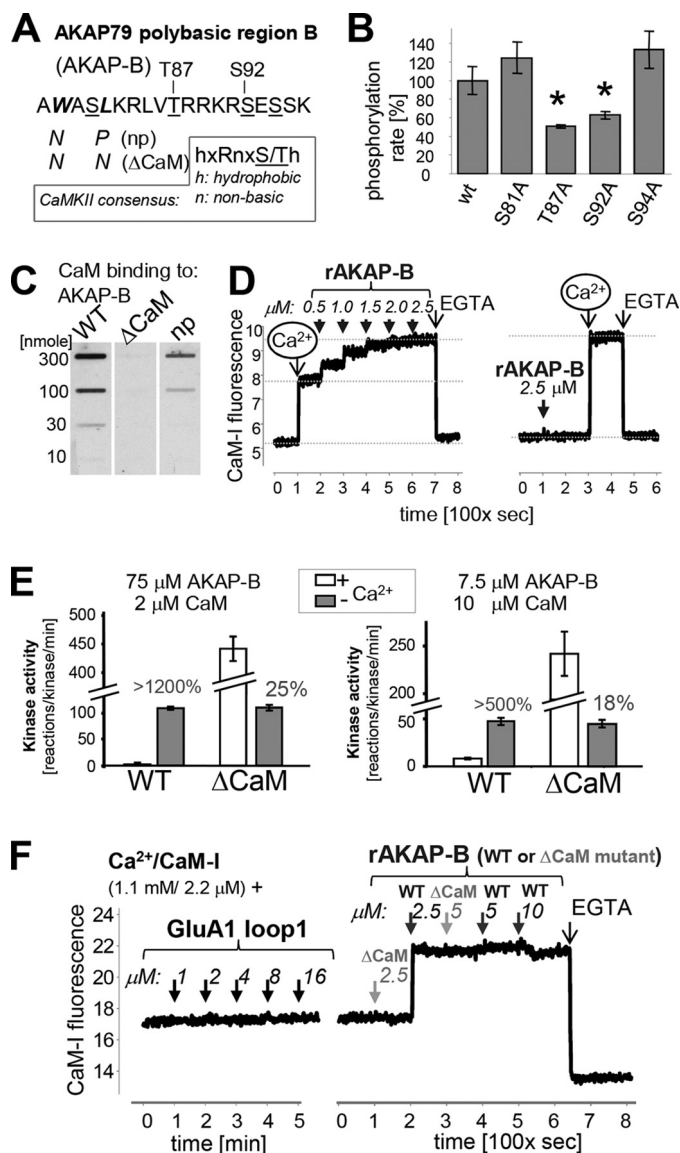 A AKAP79 polybasic region B
(AKAP-B) T87 S92
AWASLKRLVTRRKRSESSK
N P (np)
N N (ΔCaM)
hxRnxS/Th
h: hydrophobic
n: non-basic
CaMKII consensus:
B
phosphorylation
rate [%]
140
120
100
80
60
40
20
0
* *
wt S81A T87A S92A S94A
C CaM binding to:
AKAP-B
WT ΔCaM np
[nmole]
300
100
30
10
D
rAKAP-B
μM: 0.5 1.0 1.5 2.0 2.5 EGTA
Ca²⁺
CaM-I fluorescence
10
9
8
7
6
5
0 1 2 3 4 5 6 7 8
Ca²⁺ EGTA
rAKAP-B
2.5 μM
0 1 2 3 4 5 6
time [100x sec]
E
75 μM AKAP-B
2 μM CaM
+
- Ca²⁺
7.5 μM AKAP-B
10 μM CaM
Kinase activity
[reactions/kinase/min]
500
450
400
100
50
0
>1200% 25%
WT ΔCaM
Kinase activity
[reactions/kinase/min]
250
200
50
0
>500% 18%
WT ΔCaM
F
Ca²⁺/CaM-I
(1.1 mM/ 2.2 μM) +
GluA1 loop1
μM: 1 2 4 8 16
CaM-I fluorescence
24
22
20
18
16
14
0 1 2 3 4 5
time [min]
rAKAP-B (WT or ΔCaM mutant)
WT ΔCaM WT WT
μM: 2.5 5 5 10 EGTA
ΔCaM
2.5
0 1 2 3 4 5 6 7 8
time [100x sec]